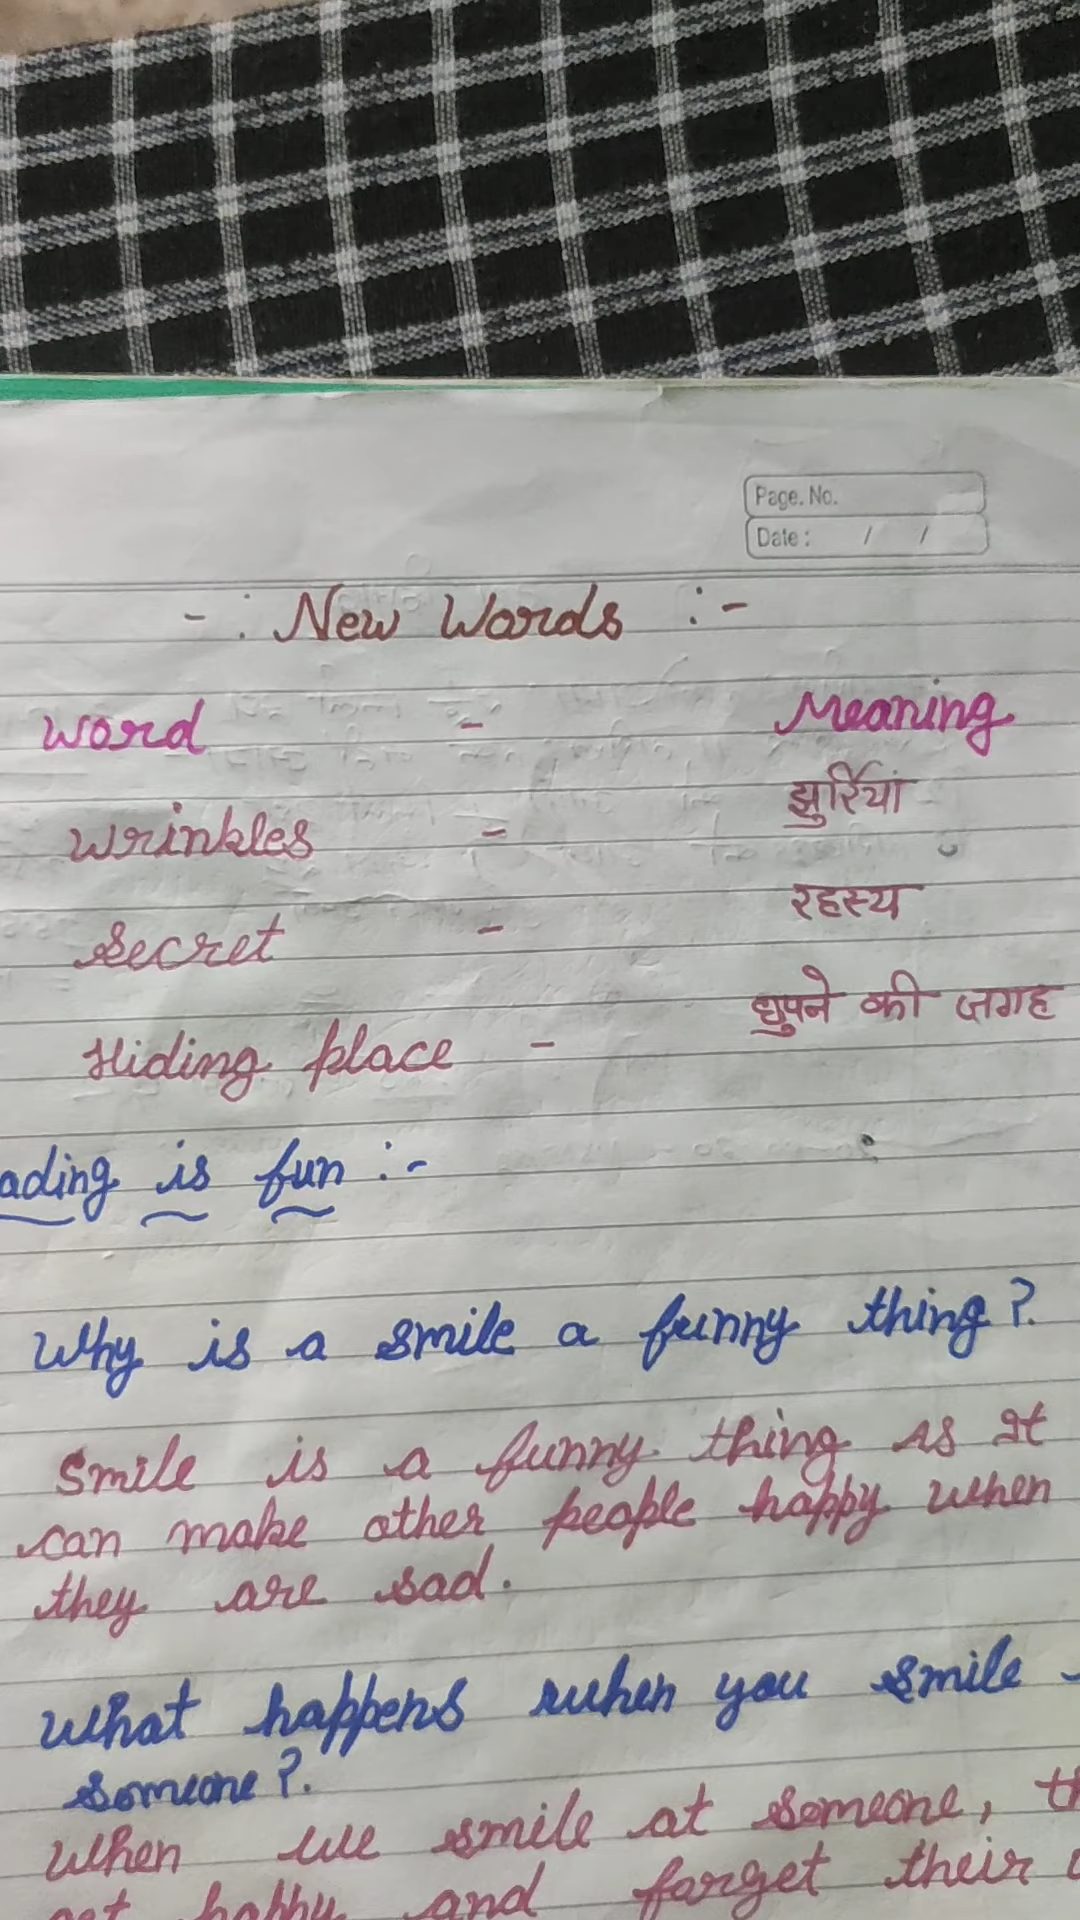 Page. No.
Date : / /
- : New Words : -
Word - Meaning
Wrinkles - झुर्रियां
Secret - रहस्य
Hiding place - छुपने की जगह
ading is fun :-
Why is a smile a funny thing?
Smile is a funny thing as It
can make other people happy when
they are sad.
What happens when you smile
someone?.
When we smile at someone,
get happy and forget their